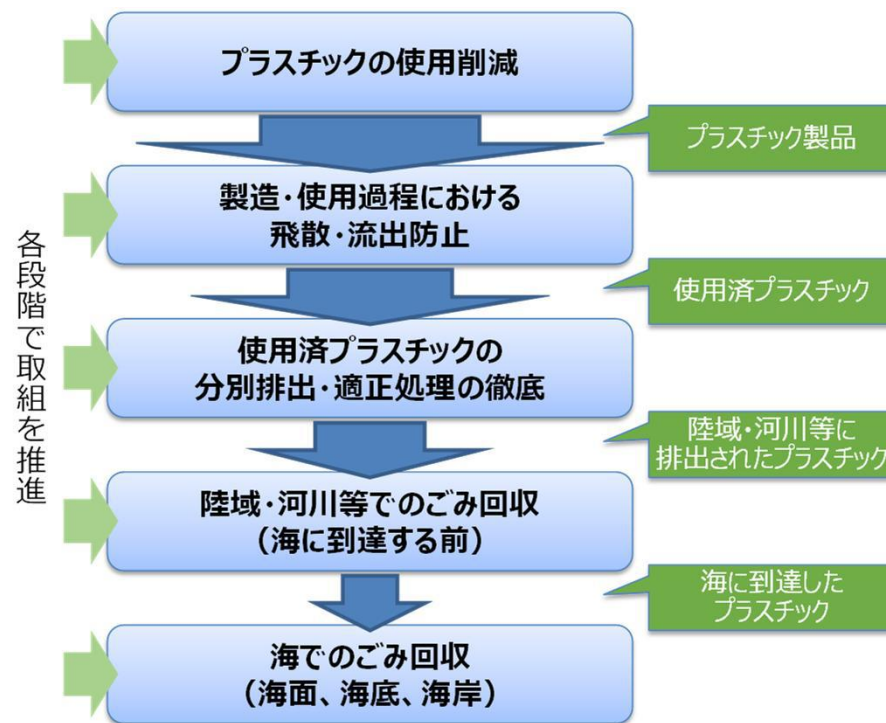 プラスチックの使用削減
プラスチック製品
製造・使用過程における
飛散・流出防止
使用済プラスチック
使用済プラスチックの
分別排出・適正処理の徹底
陸域・河川等に
排出されたプラスチック
陸域・河川等でのごみ回収
（海に到達する前）
海に到達した
プラスチック
海でのごみ回収
（海面、海底、海岸）
各段階で取組を推進